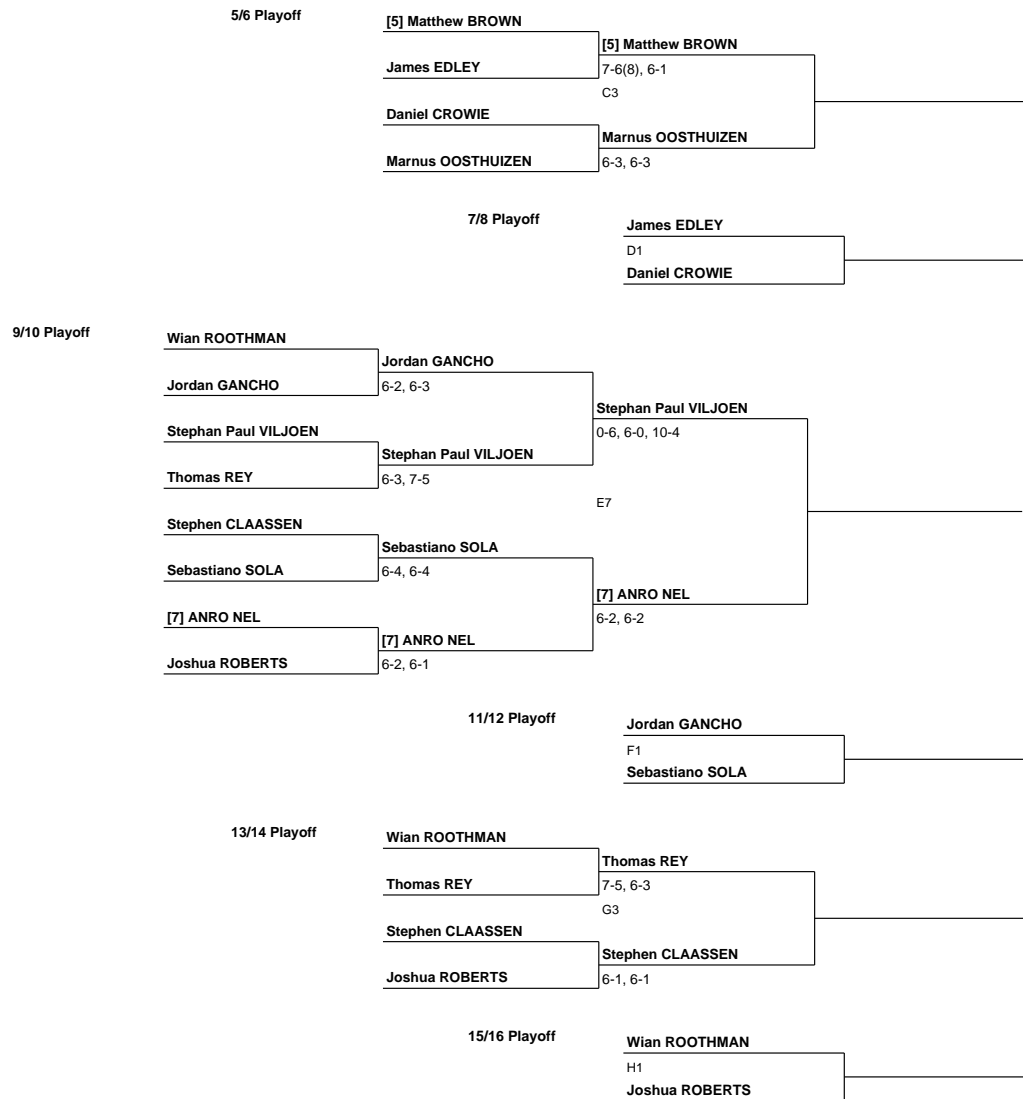 5/6 Playoff
[5] Matthew BROWN
[5] Matthew BROWN
James EDLEY
7-6(8), 6-1
C3
Daniel CROWIE
Marnus OOSTHUIZEN
Marnus OOSTHUIZEN
6-3, 6-3
7/8 Playoff
James EDLEY
D1
Daniel CROWIE
9/10 Playoff
Wian ROOTHMAN
Jordan GANCHO
Jordan GANCHO
6-2, 6-3
Stephan Paul VILJOEN
0-6, 6-0, 10-4
Stephan Paul VILJOEN
Stephan Paul VILJOEN
Thomas REY
6-3, 7-5
E7
Stephen CLAASSEN
Sebastiano SOLA
Sebastiano SOLA
6-4, 6-4
[7] ANRO NEL
6-2, 6-2
[7] ANRO NEL
[7] ANRO NEL
Joshua ROBERTS
6-2, 6-1
11/12 Playoff
Jordan GANCHO
F1
Sebastiano SOLA
13/14 Playoff
Wian ROOTHMAN
Thomas REY
Thomas REY
7-5, 6-3
G3
Stephen CLAASSEN
Stephen CLAASSEN
Joshua ROBERTS
6-1, 6-1
15/16 Playoff
Wian ROOTHMAN
H1
Joshua ROBERTS